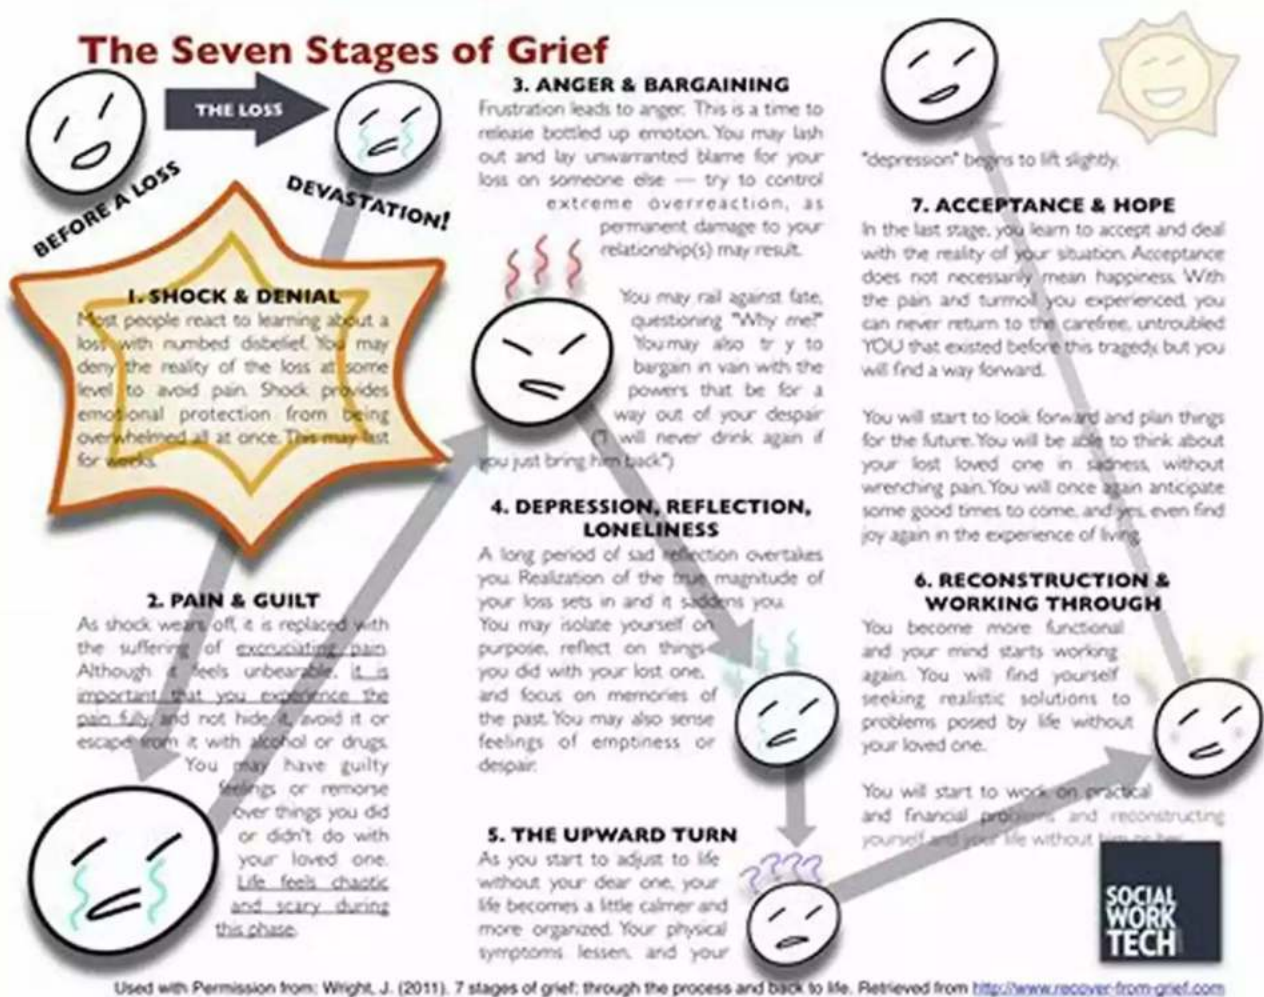 The Seven Stages of Grief
THE LOSS
BEFORE A LOSS
DEVASTATION!
1. SHOCK & DENIAL
Most people react to learning about a
loss with numbed disbelief. You may
deny the reality of the loss at some
level to avoid pain. Shock provides
emotional protection from being
overwhelmed all at once. This may last
for weeks.
2. PAIN & GUILT
As shock wears off, it is replaced with
the suffering of excruciating pain.
Although it feels unbearable, it is
important that you experience the
pain fully, and not hide it, avoid it or
escape from it with alcohol or drugs.
You may have guilty
feelings or remorse
over things you did
or didn't do with
your loved one.
Life feels chaotic
and scary during
this phase.
3. ANGER & BARGAINING
Frustration leads to anger. This is a time to
release bottled up emotion. You may lash
out and lay unwarranted blame for your
loss on someone else — try to control
extreme overreaction, as
permanent damage to your
relationship(s) may result.
You may rail against fate,
questioning "Why me?"
You may also tr y to
bargain in vain with the
powers that be for a
way out of your despair
("I will never drink again if
you just bring him back")
4. DEPRESSION, REFLECTION,
LONELINESS
A long period of sad reflection overtakes
you. Realization of the true magnitude of
your loss sets in and it saddens you.
You may isolate yourself on
purpose, reflect on things
you did with your lost one,
and focus on memories of
the past. You may also sense
feelings of emptiness or
despair.
5. THE UPWARD TURN
As you start to adjust to life
without your dear one, your
life becomes a little calmer and
more organized. Your physical
symptoms lessen, and your
????
"depression" begins to lift slightly.
7. ACCEPTANCE & HOPE
In the last stage, you learn to accept and deal
with the reality of your situation. Acceptance
does not necessarily mean happiness. With
the pain and turmoil you experienced, you
can never return to the carefree, untroubled
YOU that existed before this tragedy, but you
will find a way forward.
You will start to look forward and plan things
for the future. You will be able to think about
your lost loved one in sadness, without
wrenching pain. You will once again anticipate
some good times to come, and yes, even find
joy again in the experience of living.
6. RECONSTRUCTION &
WORKING THROUGH
You become more functional
and your mind starts working
again. You will find yourself
seeking realistic solutions to
problems posed by life without
your loved one.
You will start to work on practical
and financial problems and reconstructing
yourself and your life without him or her.
SOCIAL
WORK
TECH
Used with Permission from: Wright, J. (2011). 7 stages of grief: through the process and back to life. Retrieved from http://www.recover-from-grief.com